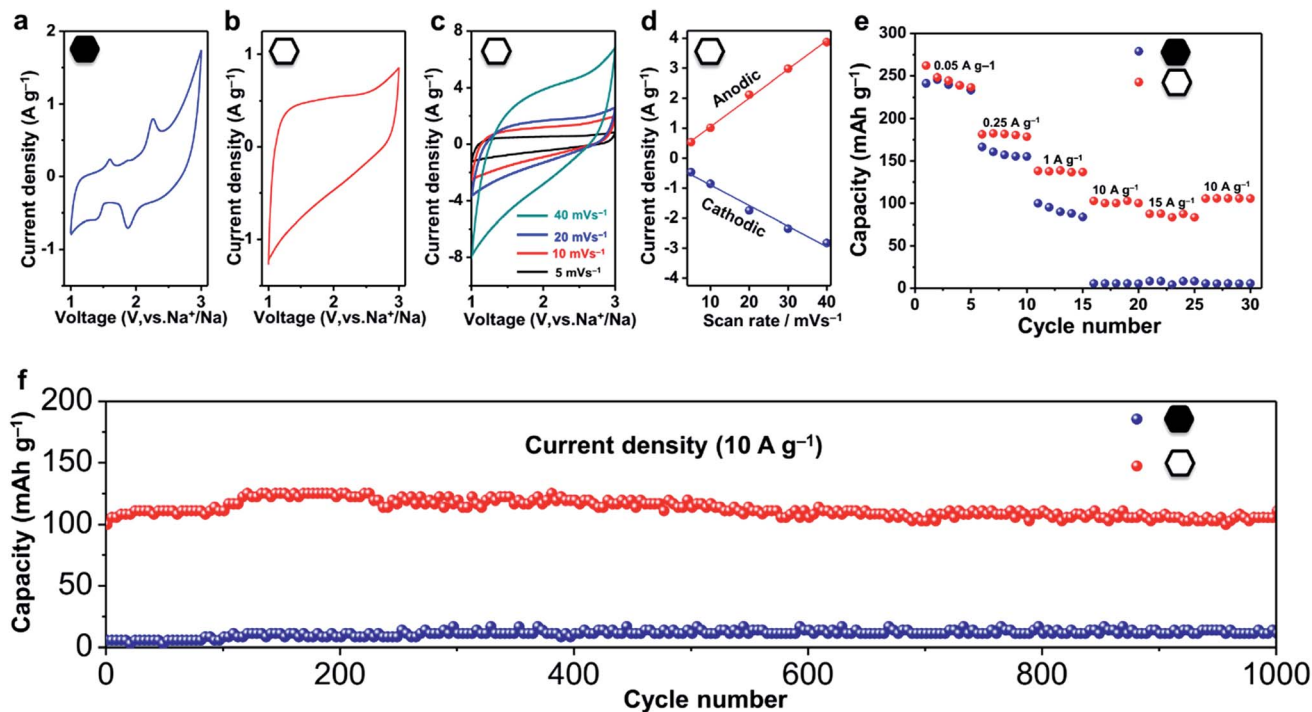 a
Current density (A g⁻¹)
1
0
-1
1
2
3
Voltage (V,vs.Na⁺/Na)
b
Current density (A g⁻¹)
1
0
-1
1
2
3
Voltage (V,vs.Na⁺/Na)
c
Current density (A g⁻¹)
8
4
0
-4
-8
40 mVs⁻¹
20 mVs⁻¹
10 mVs⁻¹
5 mVs⁻¹
1
2
3
Voltage (V,vs.Na⁺/Na)
d
Current density (A g⁻¹)
4
3
2
1
0
-1
-2
-3
-4
Anodic
Cathodic
10
20
30
40
Scan rate / mVs⁻¹
e
Capacity (mAh g⁻¹)
300
250
200
150
100
50
0
0.05 A g⁻¹
0.25 A g⁻¹
1 A g⁻¹
10 A g⁻¹
15 A g⁻¹
10 A g⁻¹
0
5
10
15
20
25
30
Cycle number
f
Capacity (mAh g⁻¹)
200
150
100
50
0
Current density (10 A g⁻¹)
0
200
400
600
800
1000
Cycle number